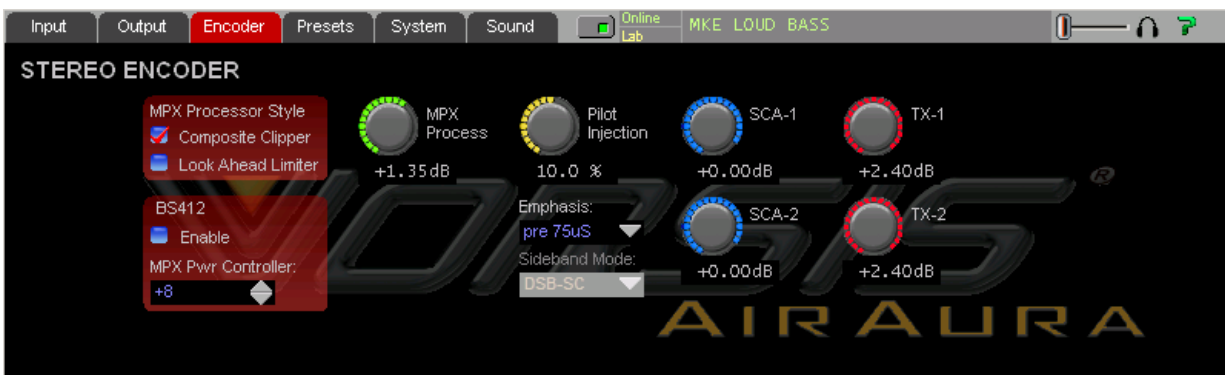 Input Output Encoder Presets System Sound Online MKE LOUD BASS
Lab
STEREO ENCODER
MPX Processor Style
Composite Clipper
Look Ahead Limiter
MPX Process
+1.35dB
Pilot Injection
10.0 %
SCA-1
+0.00dB
TX-1
+2.40dB
BS412
Enable
MPX Pwr Controller:
+8
Emphasis:
pre 75uS
Sideband Mode:
DSB-SC
SCA-2
+0.00dB
TX-2
+2.40dB
VORSIS ®
AIRAURA